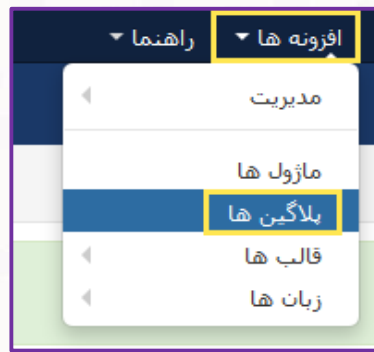 افزونه ها راهنما
مدیریت
ماژول ها
پلاگین ها
قالب ها
زبان ها